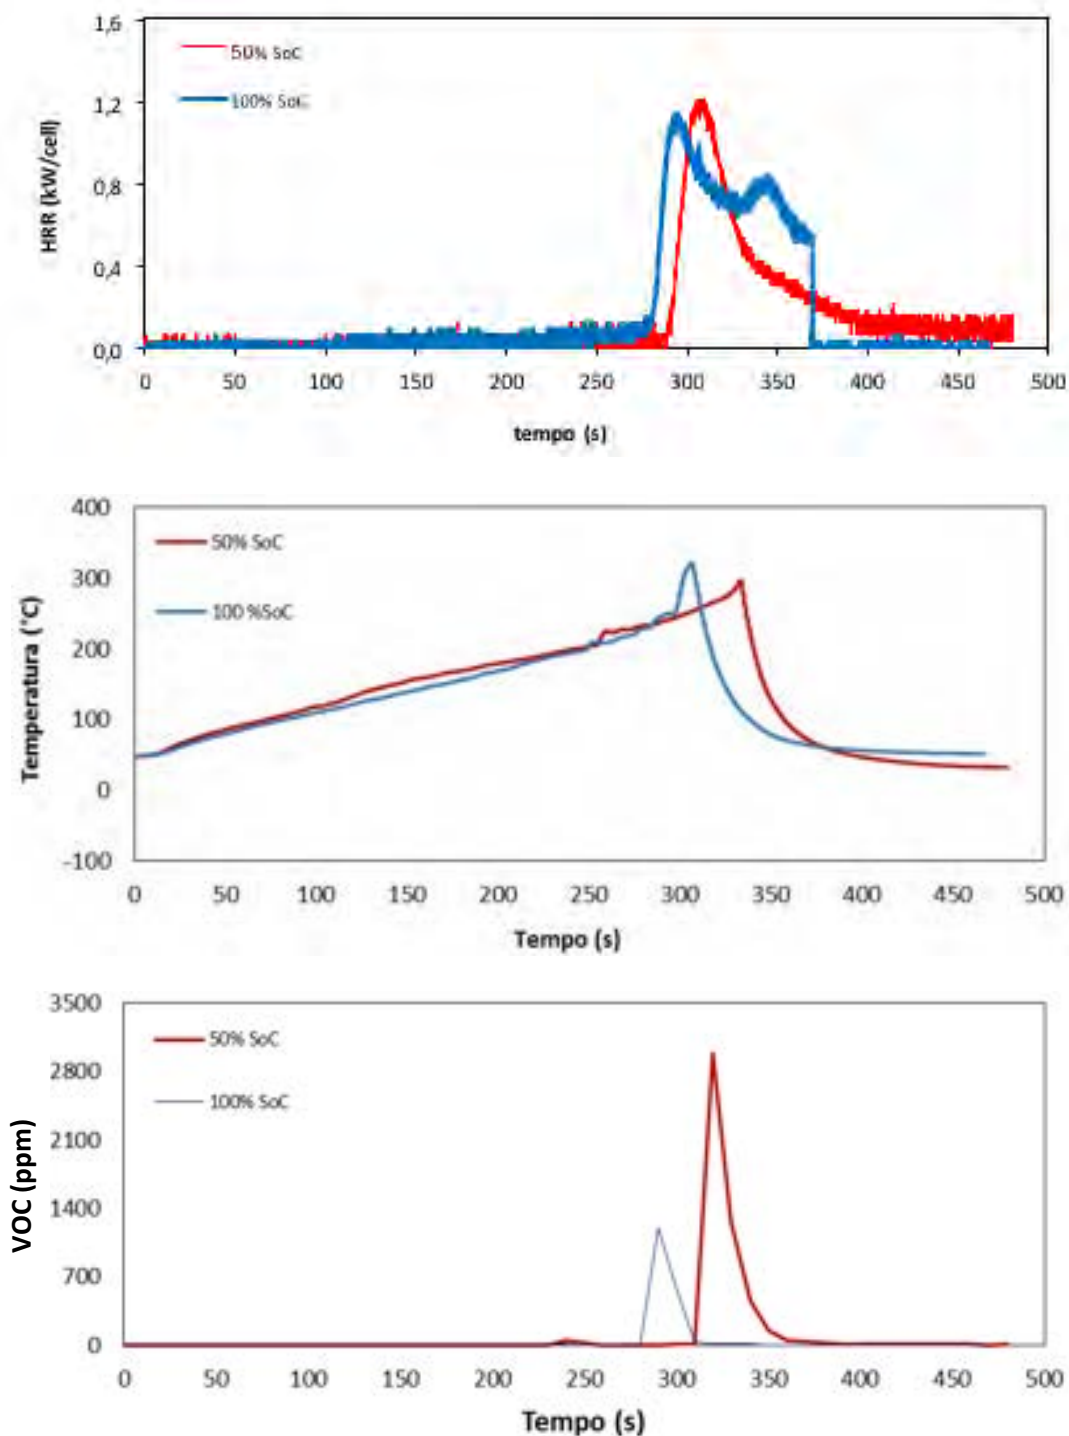 1,6
50% SoC
100% SoC
1,2
0,8
0,4
0,0
HRR (kW/cell)
0 50 100 150 200 250 300 350 400 450 500
tempo (s)
400
50% SoC
300
100 %SoC
200
100
0
-100
Temperatura (°C)
0 50 100 150 200 250 300 350 400 450 500
Tempo (s)
3500
50% SoC
2800
100% SoC
2100
1400
700
0
VOC (ppm)
0 50 100 150 200 250 300 350 400 450 500
Tempo (s)